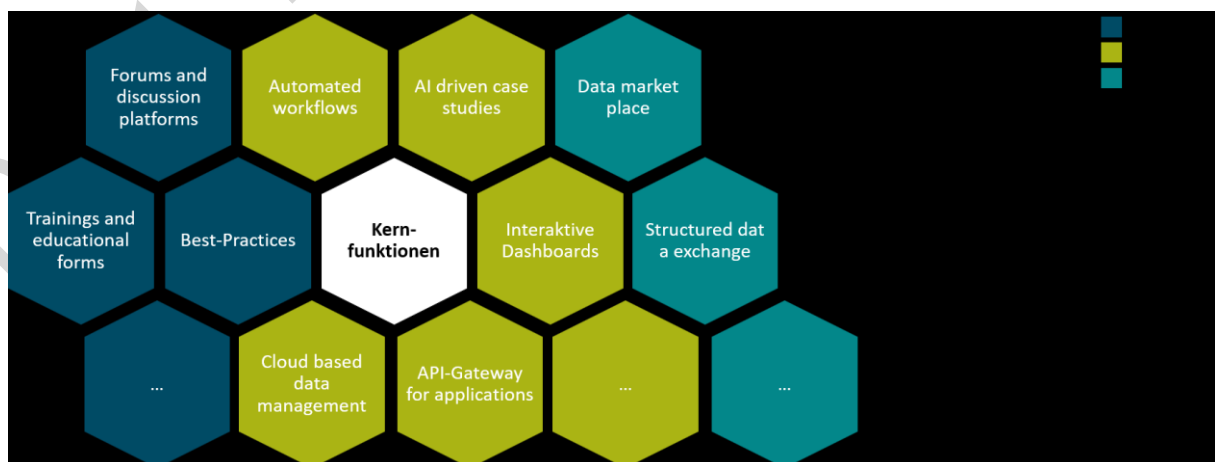 Forums and
discussion
platforms
Automated
workflows
AI driven case
studies
Data market
place
Trainings and
educational
forms
Best-Practices
Kern-
funktionen
Interaktive
Dashboards
Structured dat
a exchange
...
Cloud based
data
management
API-Gateway
for applications
...
...